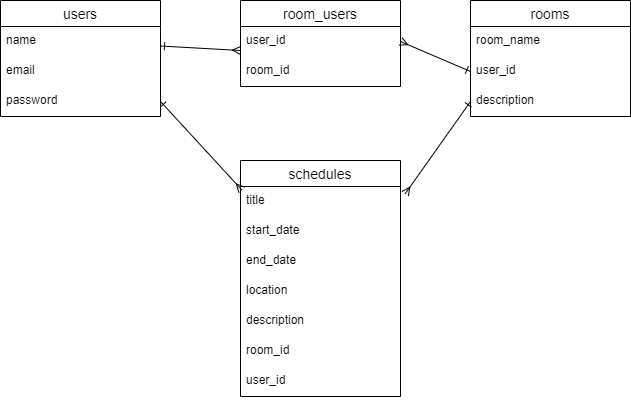 users
name
email
password
room_users
user_id
room_id
rooms
room_name
user_id
description
schedules
title
start_date
end_date
location
description
room_id
user_id